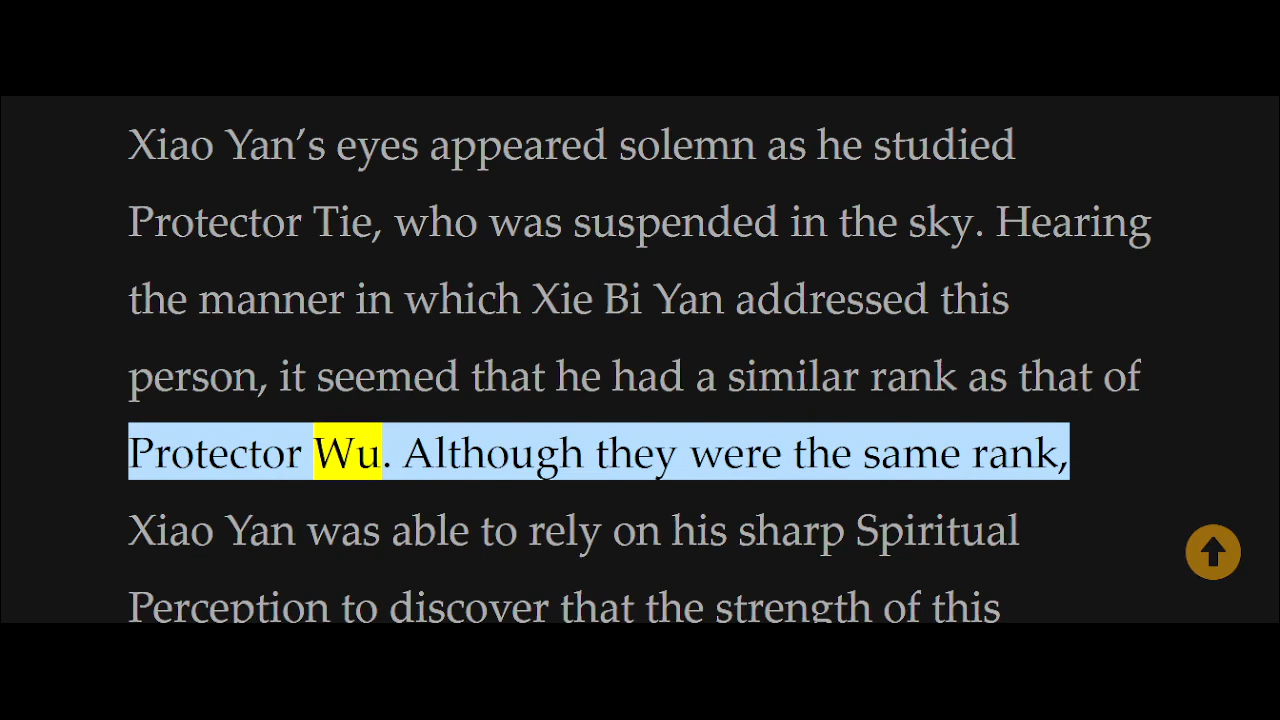 Xiao Yan’s eyes appeared solemn as he studied
Protector Tie, who was suspended in the sky. Hearing
the manner in which Xie Bi Yan addressed this
person, it seemed that he had a similar rank as that of
Protector Wu. Although they were the same rank,
Xiao Yan was able to rely on his sharp Spiritual
Perception to discover that the strength of this